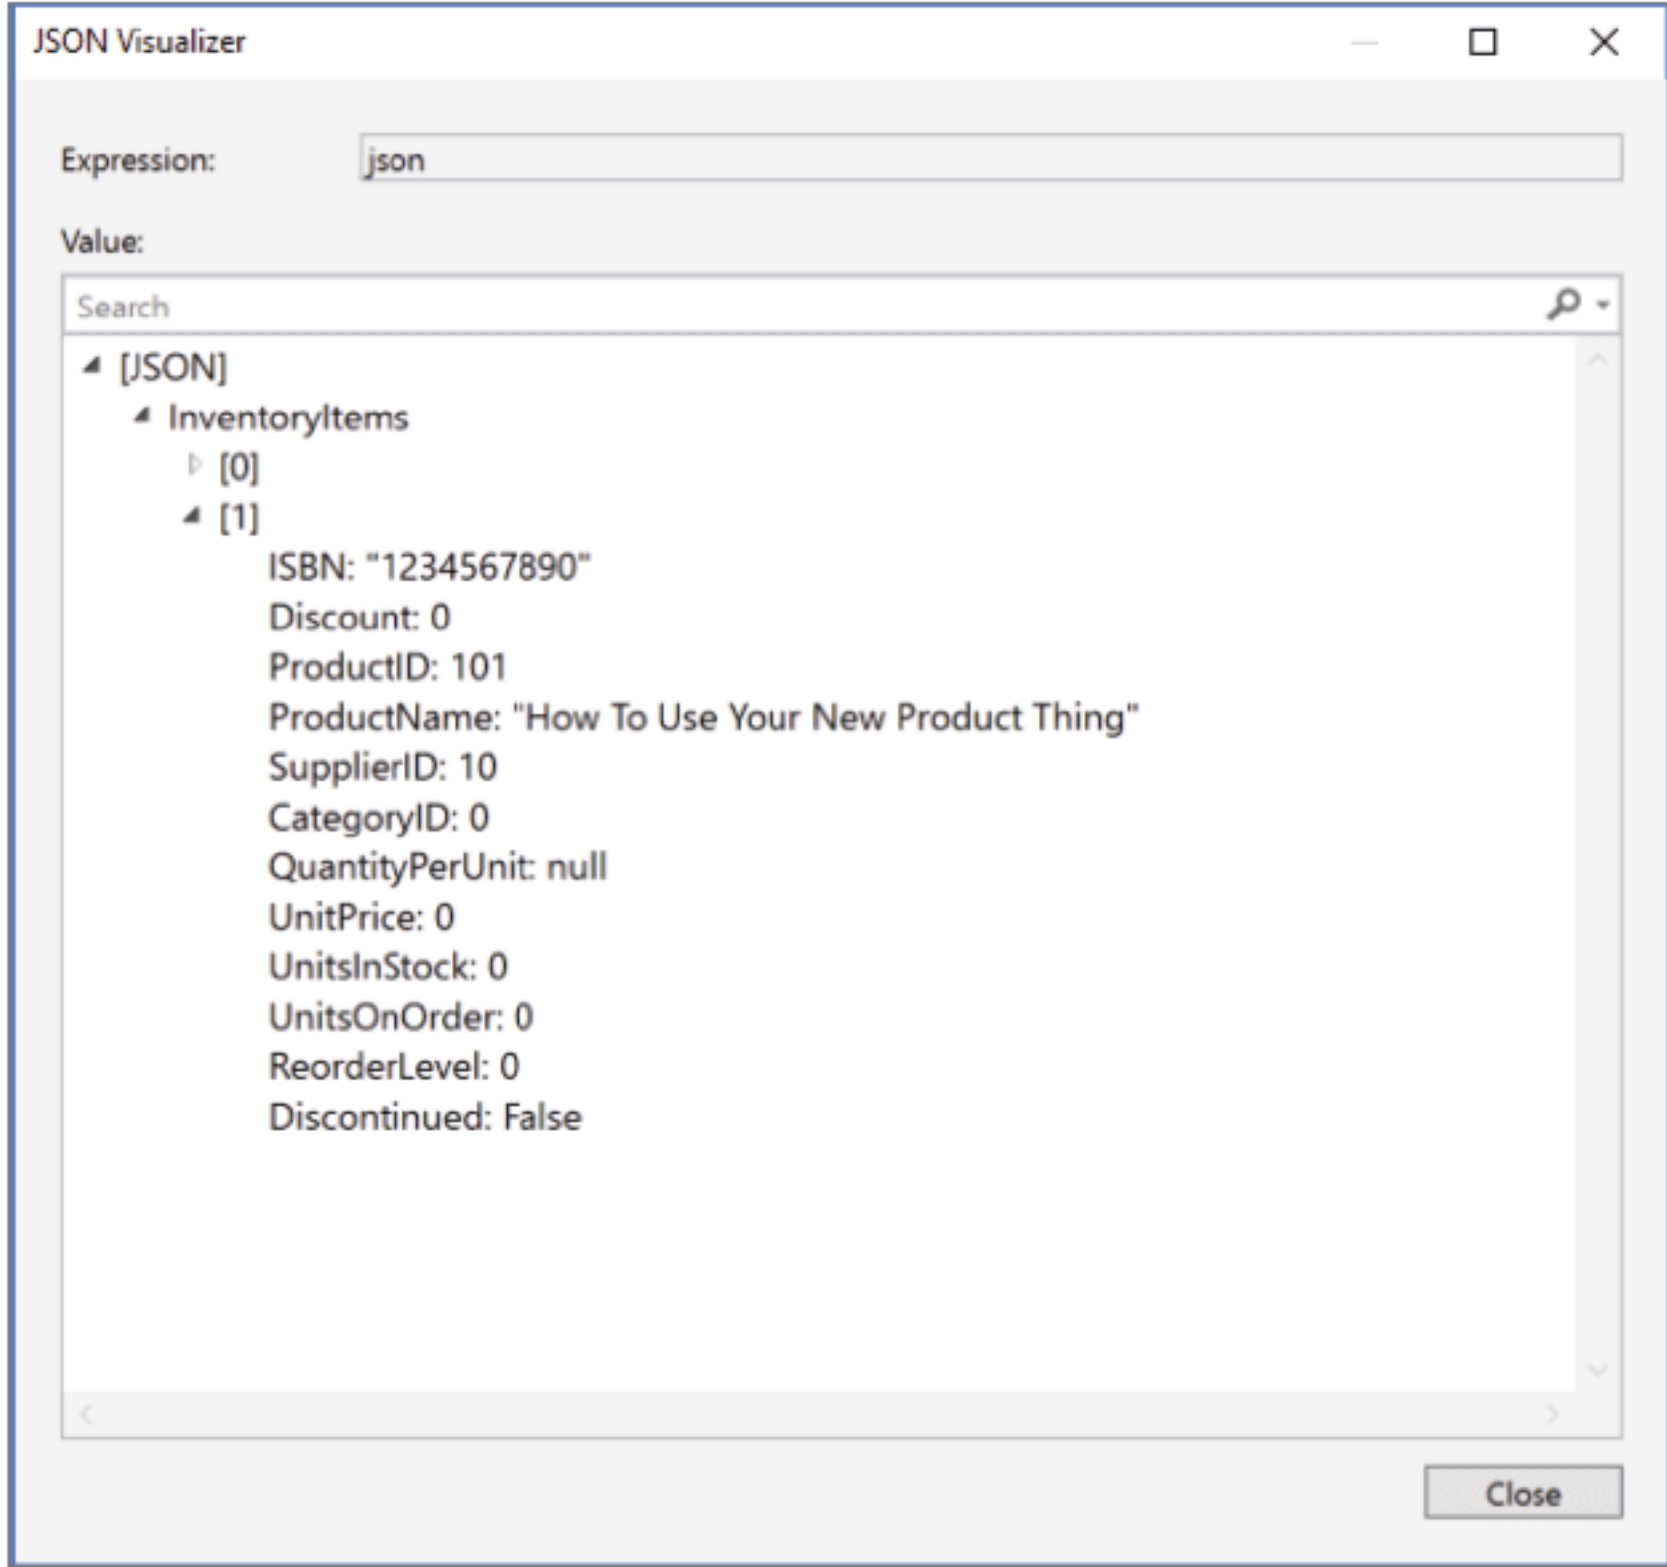 JSON Visualizer
Expression: json
Value:
Search
[JSON]
InventoryItems
[0]
[1]
ISBN: "1234567890"
Discount: 0
ProductID: 101
ProductName: "How To Use Your New Product Thing"
SupplierID: 10
CategoryID: 0
QuantityPerUnit: null
UnitPrice: 0
UnitsInStock: 0
UnitsOnOrder: 0
ReorderLevel: 0
Discontinued: False
Close